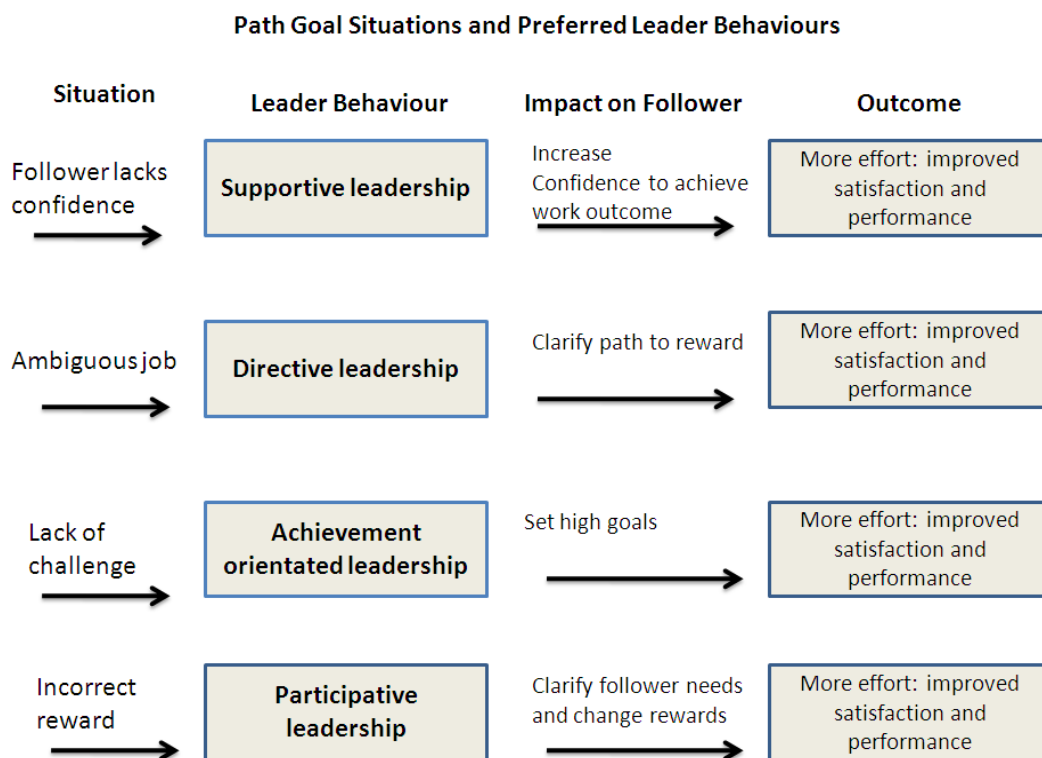 Path Goal Situations and Preferred Leader Behaviours
Situation
Leader Behaviour
Impact on Follower
Outcome
Follower lacks
confidence
Supportive leadership
Increase
Confidence to achieve
work outcome
More effort: improved
satisfaction and
performance
Ambiguous job
Directive leadership
Clarify path to reward
More effort: improved
satisfaction and
performance
Lack of
challenge
Achievement
orientated leadership
Set high goals
More effort: improved
satisfaction and
performance
Incorrect
reward
Participative
leadership
Clarify follower needs
and change rewards
More effort: improved
satisfaction and
performance